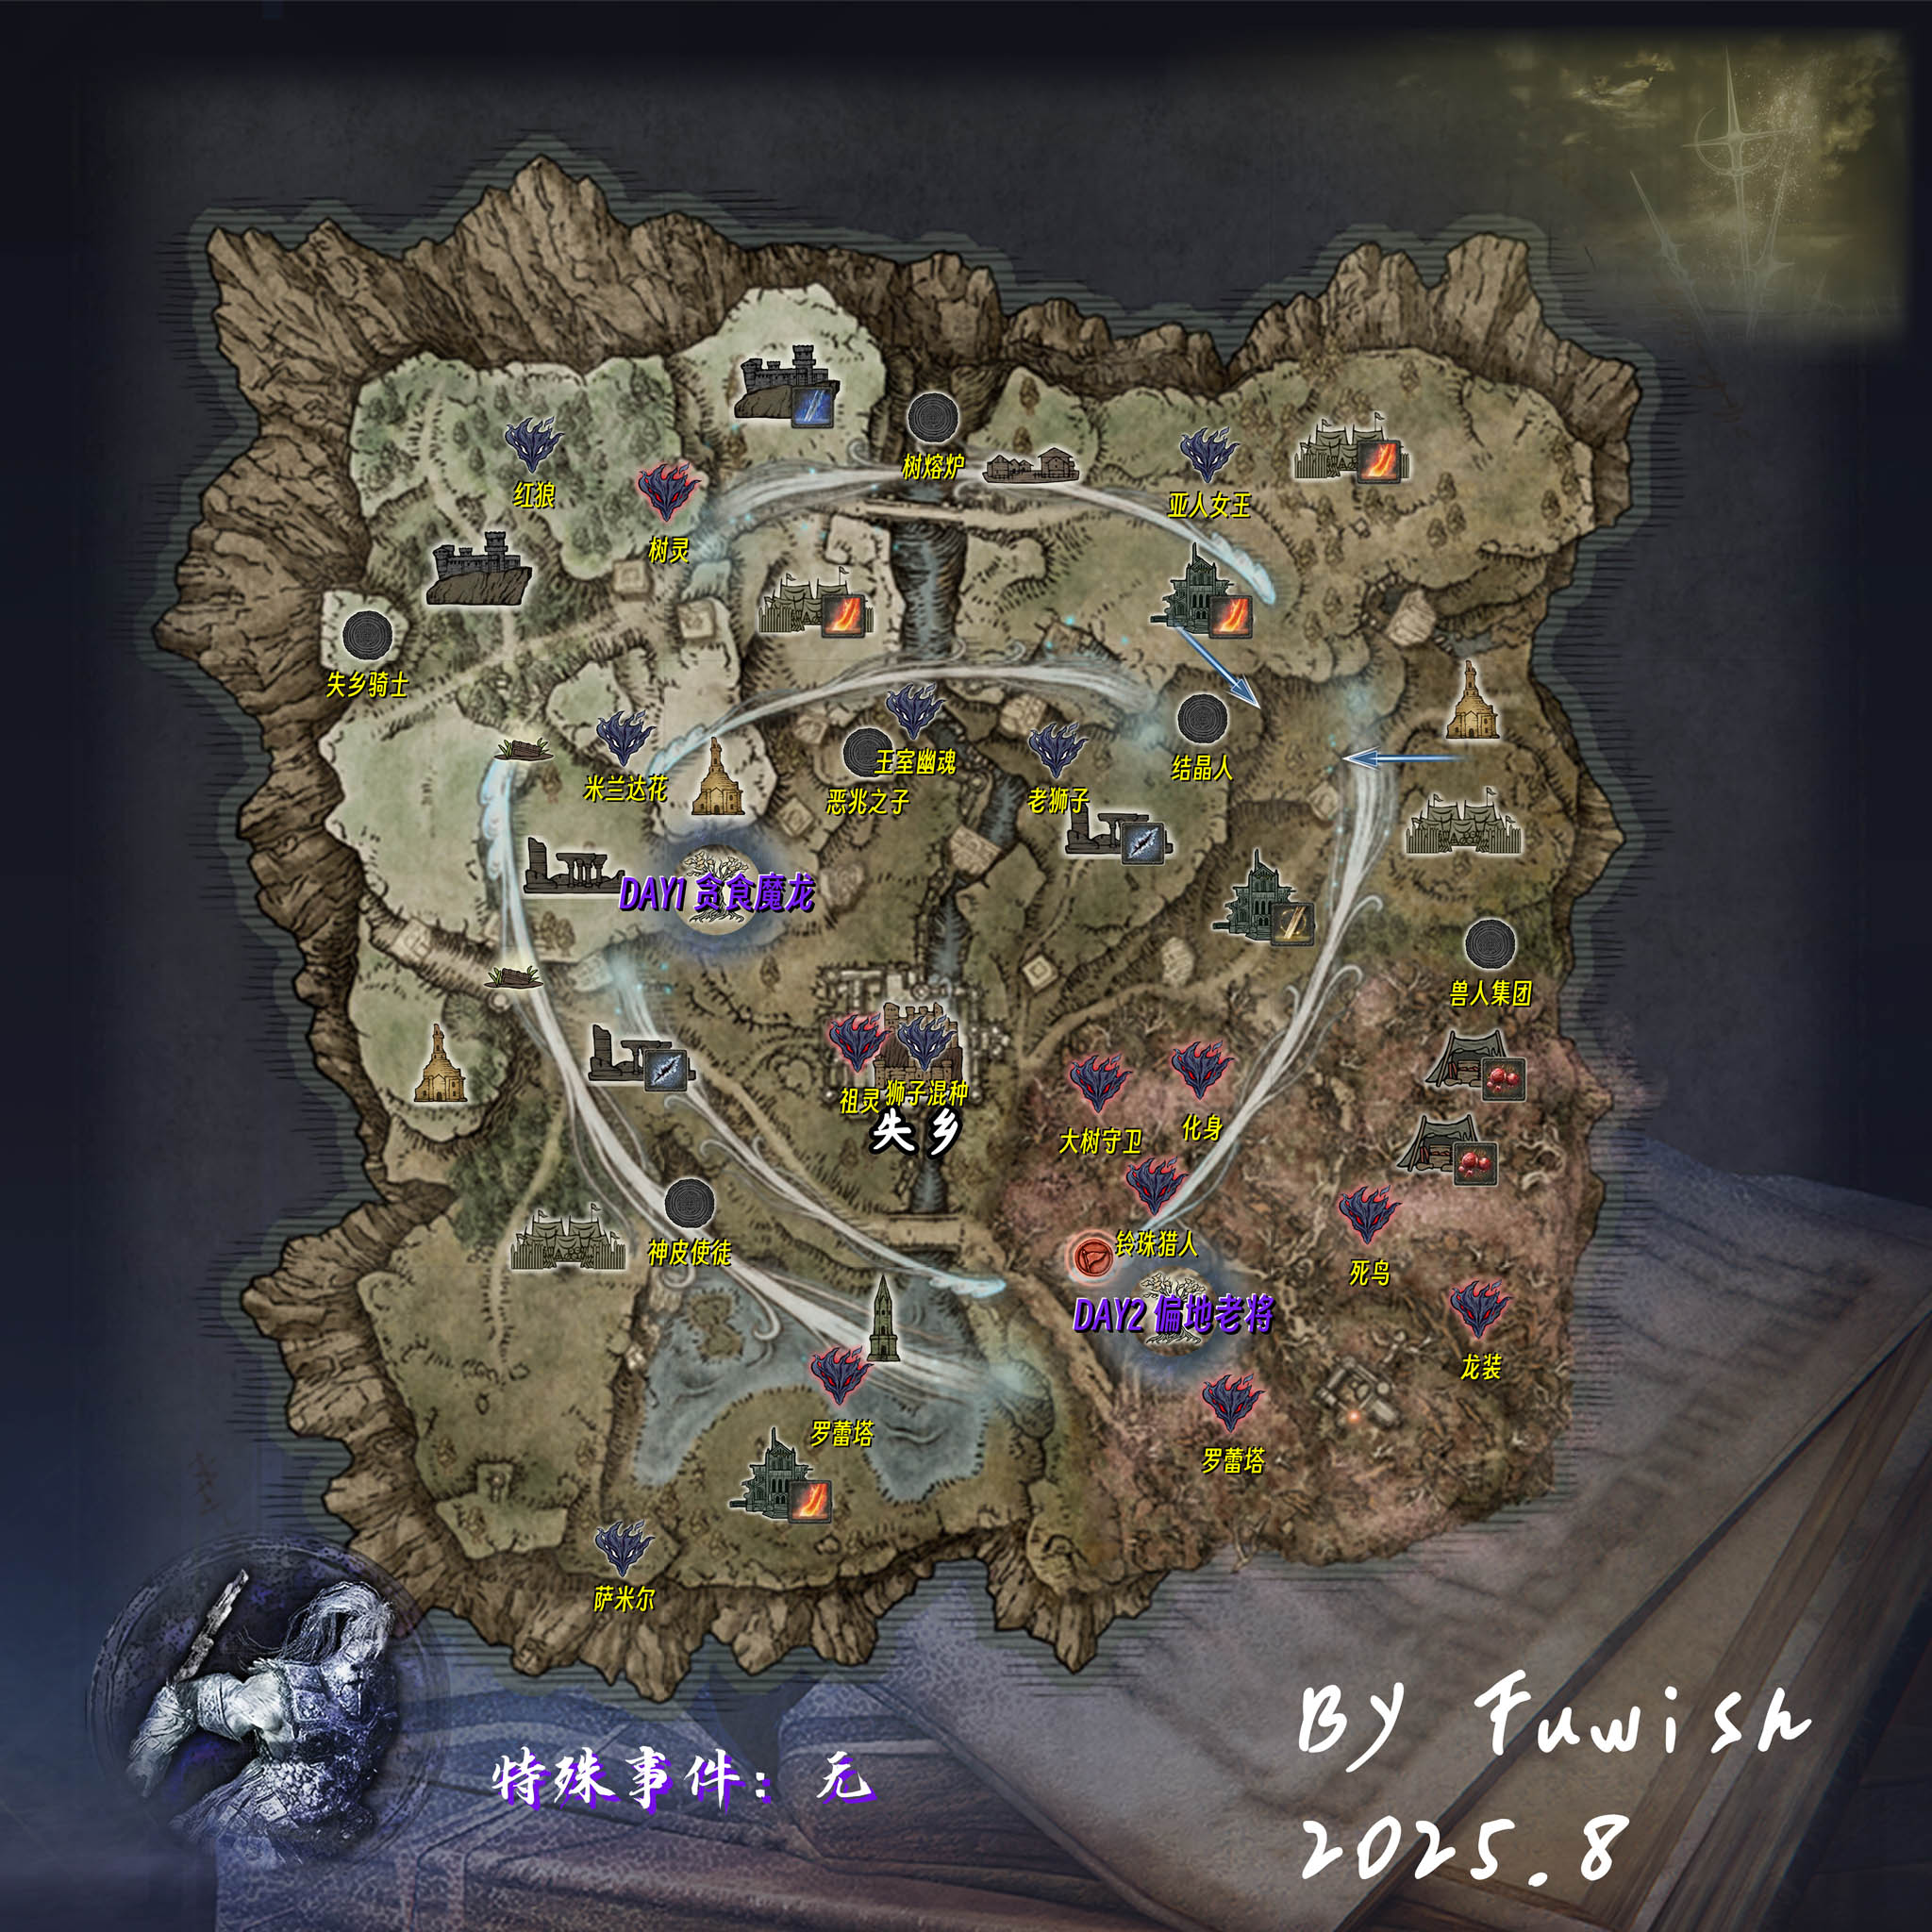 树熔炉
红狼
亚人女王
树灵
失乡骑士
王室幽魂
结晶人
米兰达花
恶兆之子
老狮子
DAY1 贪食魔龙
兽人集团
祖灵
狮子混种
失乡
大树守卫
化身
铃珠猎人
神皮使徒
死鸟
DAY2 偏地老将
龙装
罗蕾塔
罗蕾塔
萨米尔
By Fuwish
特殊事件：无
2025.8